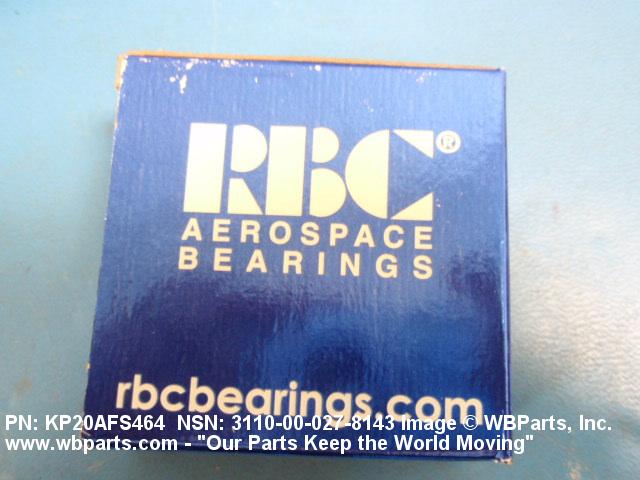 RBC®
AEROSPACE
BEARINGS
rbcbearings.com
PN: KP20AFS464 NSN: 3110-00-027-8143 Image © WBParts, Inc.
www.wbparts.com - "Our Parts Keep the World Moving"